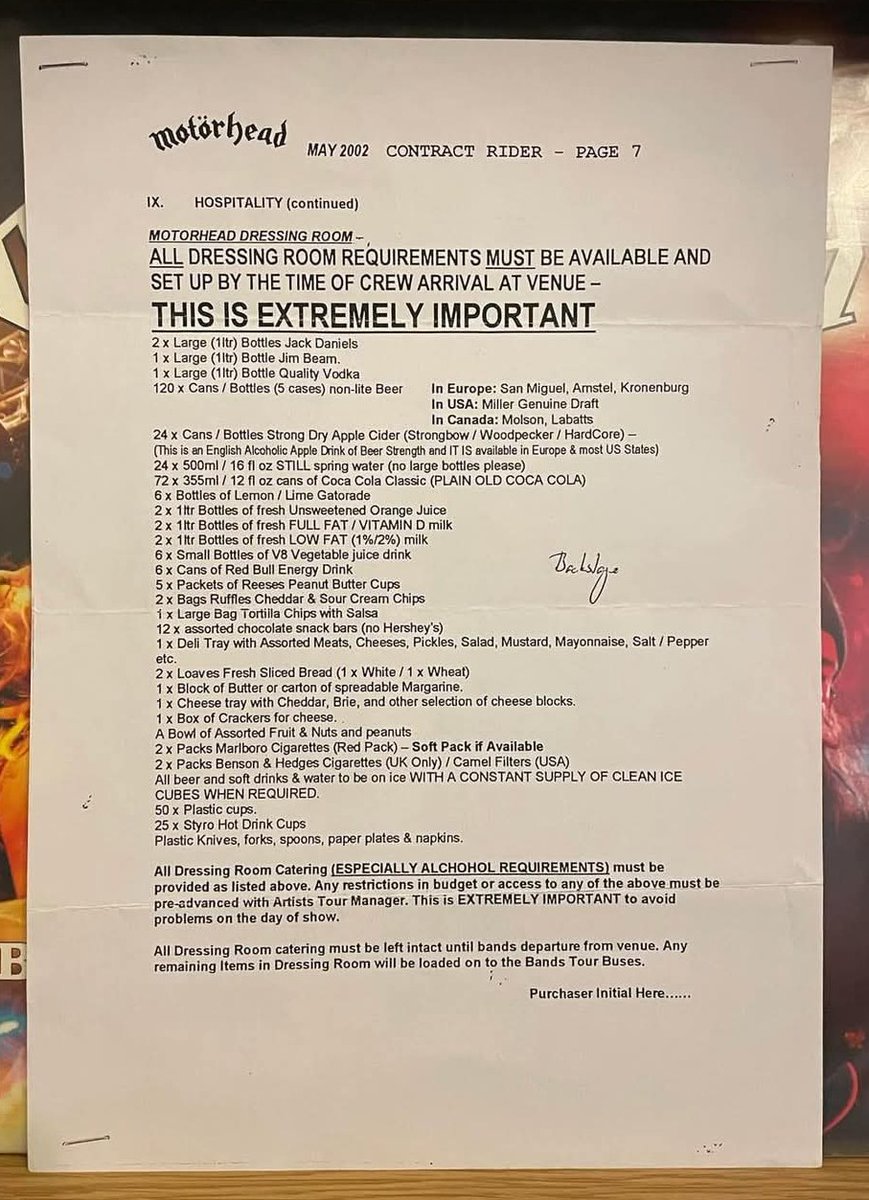 motörhead MAY 2002 CONTRACT RIDER – PAGE 7
IX. HOSPITALITY (continued)
MOTORHEAD DRESSING ROOM –
ALL DRESSING ROOM REQUIREMENTS MUST BE AVAILABLE AND
SET UP BY THE TIME OF CREW ARRIVAL AT VENUE –
THIS IS EXTREMELY IMPORTANT
2 x Large (1ltr) Bottles Jack Daniels
1 x Large (1ltr) Bottle Jim Beam.
1 x Large (1ltr) Bottle Quality Vodka
120 x Cans / Bottles (5 cases) non-lite Beer In Europe: San Miguel, Amstel, Kronenburg
In USA: Miller Genuine Draft
In Canada: Molson, Labatts
24 x Cans / Bottles Strong Dry Apple Cider (Strongbow / Woodpecker / HardCore) –
(This is an English Alcoholic Apple Drink of Beer Strength and IT IS available in Europe & most US States)
24 x 500ml / 16 fl oz STILL spring water (no large bottles please)
72 x 355ml / 12 fl oz cans of Coca Cola Classic (PLAIN OLD COCA COLA)
6 x Bottles of Lemon / Lime Gatorade
2 x 1ltr Bottles of fresh Unsweetened Orange Juice
2 x 1ltr Bottles of fresh FULL FAT / VITAMIN D milk
2 x 1ltr Bottles of fresh LOW FAT (1%/2%) milk
6 x Small Bottles of V8 Vegetable juice drink
6 x Cans of Red Bull Energy Drink
Backstage
5 x Packets of Reeses Peanut Butter Cups
2 x Bags Ruffles Cheddar & Sour Cream Chips
1 x Large Bag Tortilla Chips with Salsa
12 x assorted chocolate snack bars (no Hershey's)
1 x Deli Tray with Assorted Meats, Cheeses, Pickles, Salad, Mustard, Mayonnaise, Salt / Pepper
etc.
2 x Loaves Fresh Sliced Bread (1 x White / 1 x Wheat)
1 x Block of Butter or carton of spreadable Margarine.
1 x Cheese tray with Cheddar, Brie, and other selection of cheese blocks.
1 x Box of Crackers for cheese.
A Bowl of Assorted Fruit & Nuts and peanuts
2 x Packs Marlboro Cigarettes (Red Pack) – Soft Pack if Available
2 x Packs Benson & Hedges Cigarettes (UK Only) / Camel Filters (USA)
All beer and soft drinks & water to be on ice WITH A CONSTANT SUPPLY OF CLEAN ICE
CUBES WHEN REQUIRED.
50 x Plastic cups.
25 x Styro Hot Drink Cups
Plastic Knives, forks, spoons, paper plates & napkins.
All Dressing Room Catering (ESPECIALLY ALCHOHOL REQUIREMENTS) must be
provided as listed above. Any restrictions in budget or access to any of the above must be
pre-advanced with Artists Tour Manager. This is EXTREMELY IMPORTANT to avoid
problems on the day of show.
All Dressing Room catering must be left intact until bands departure from venue. Any
remaining Items in Dressing Room will be loaded on to the Bands Tour Buses.
Purchaser Initial Here......